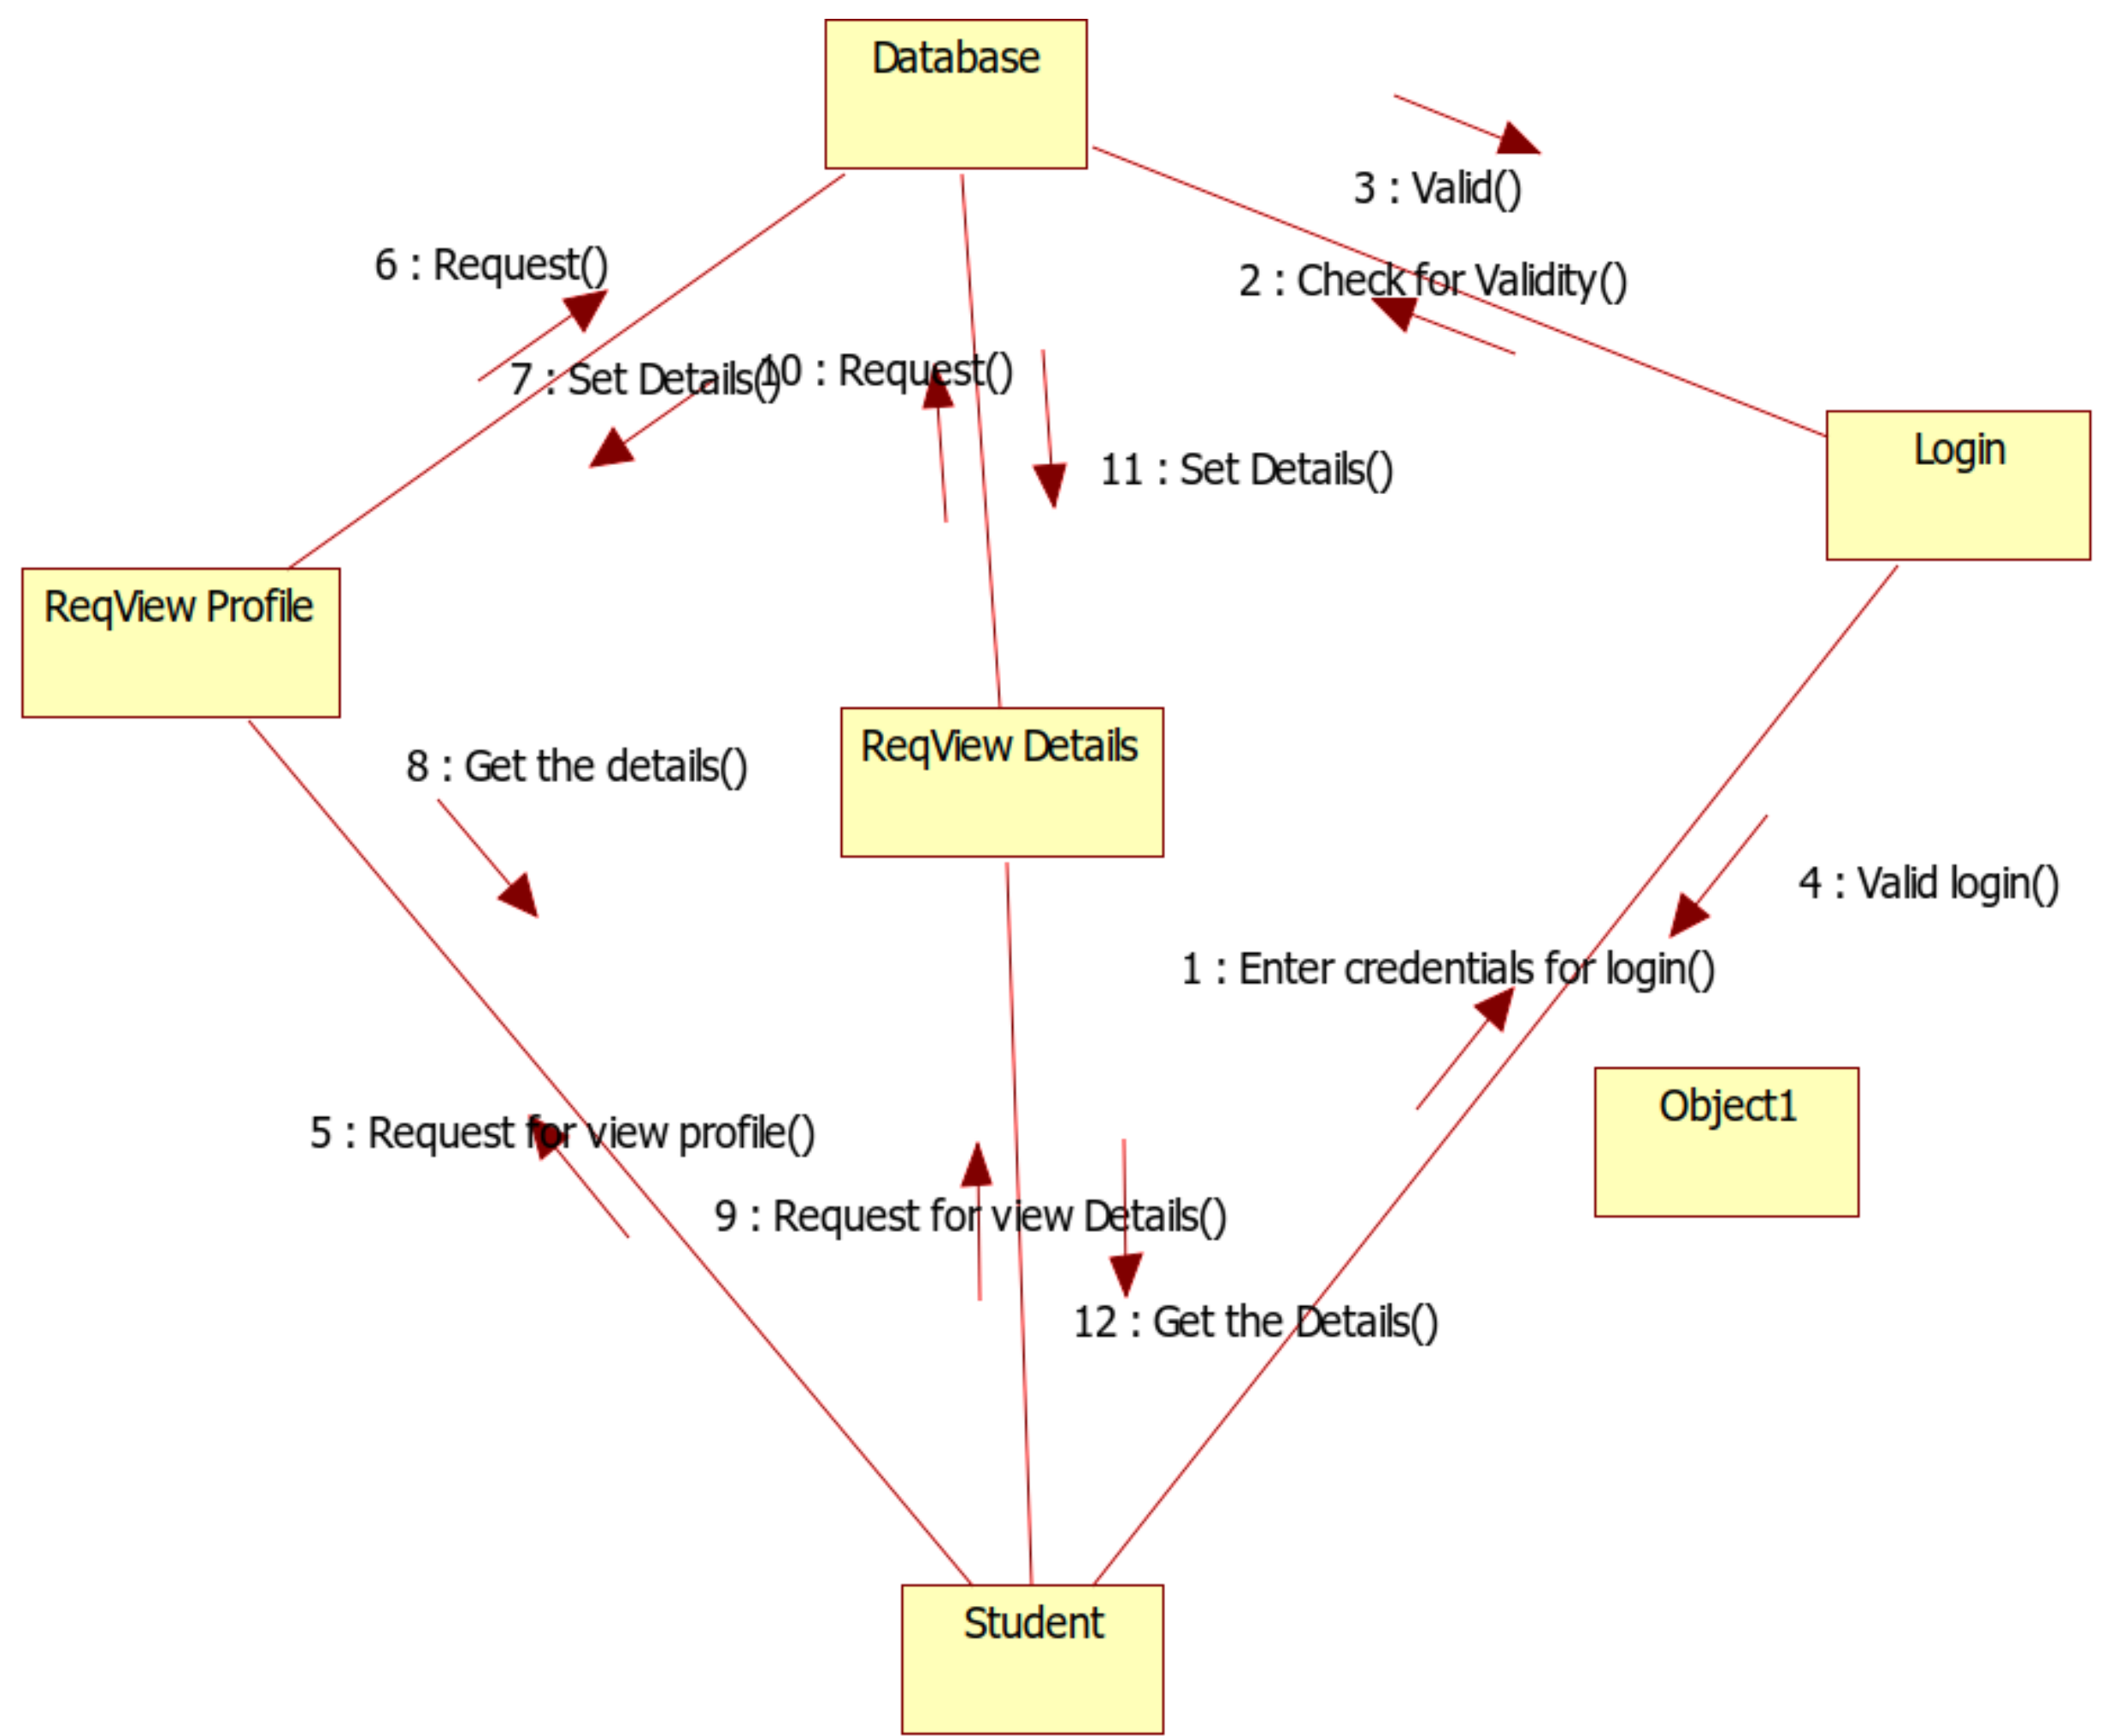 Database
3 : Valid()
6 : Request()
2 : Check for Validity()
7 : Set Details()
10 : Request()
11 : Set Details()
Login
ReqView Profile
ReqView Details
8 : Get the details()
4 : Valid login()
1 : Enter credentials for login()
Object1
5 : Request for view profile()
9 : Request for view Details()
12 : Get the Details()
Student